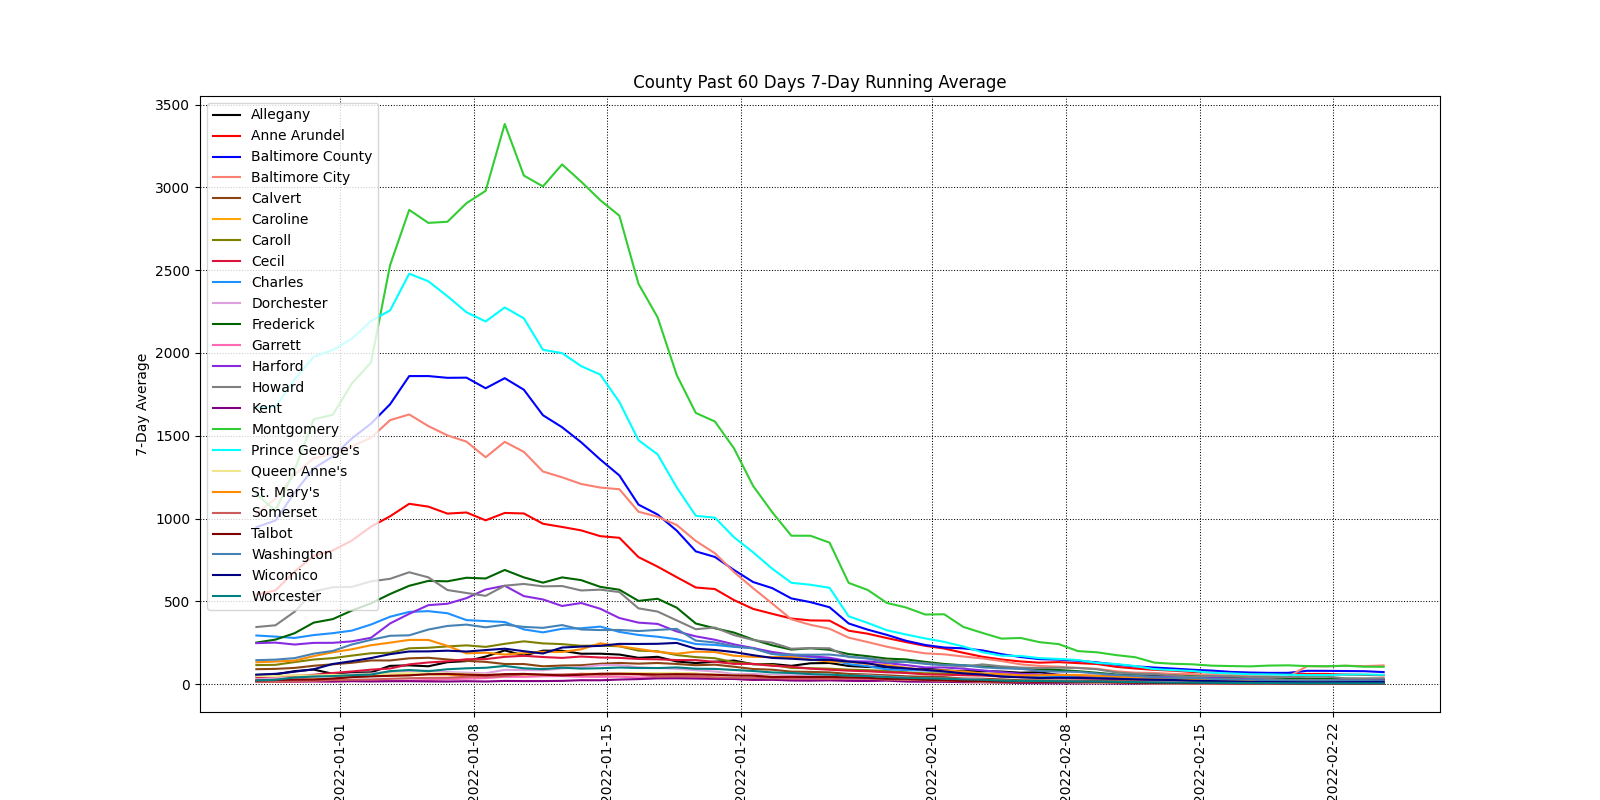 County Past 60 Days 7-Day Running Average
7-Day Average
3500
3000
2500
2000
1500
1000
500
0
Allegany
Anne Arundel
Baltimore County
Baltimore City
Calvert
Caroline
Caroll
Cecil
Charles
Dorchester
Frederick
Garrett
Harford
Howard
Kent
Montgomery
Prince George's
Queen Anne's
St. Mary's
Somerset
Talbot
Washington
Wicomico
Worcester
2022-01-01
2022-01-08
2022-01-15
2022-01-22
2022-02-01
2022-02-08
2022-02-15
2022-02-22